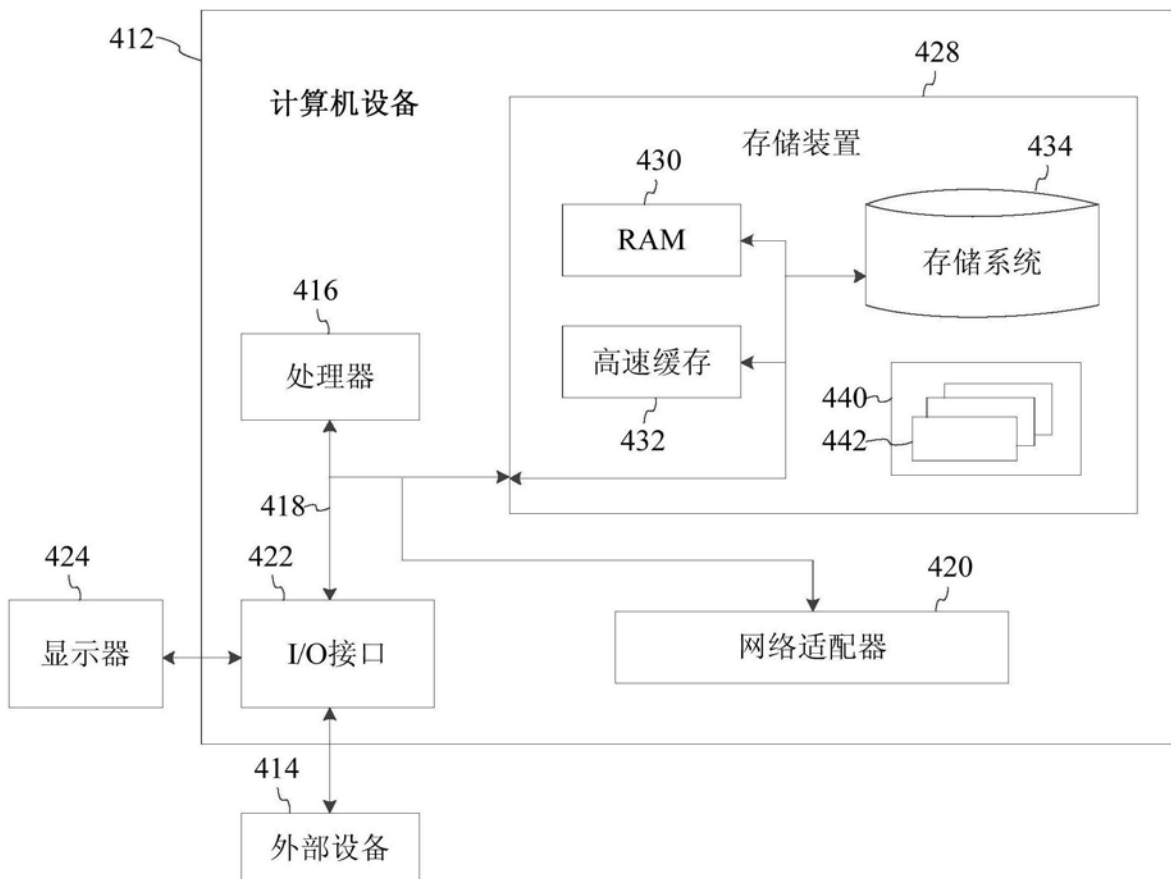 412
428
计算机设备
存储装置
430
434
RAM
存储系统
416
处理器
高速缓存
432
440
442
418
424
422
420
显示器
I/O接口
网络适配器
414
外部设备